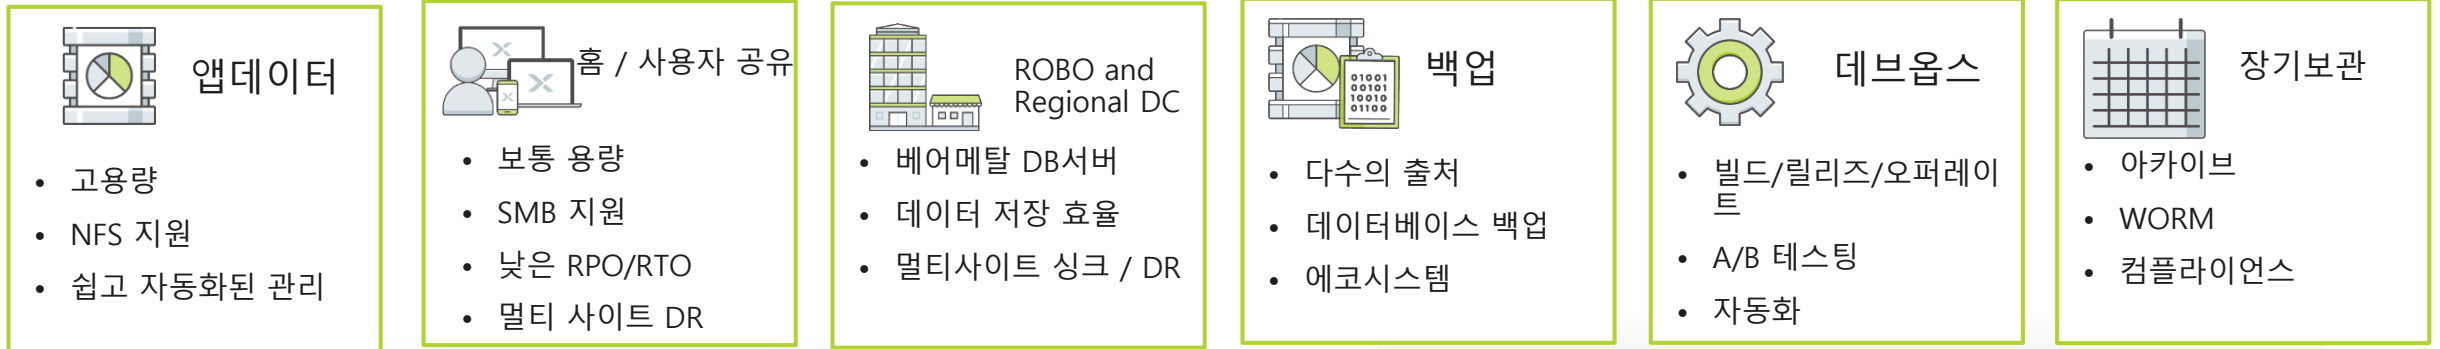 앱데이터
• 고용량
• NFS 지원
• 쉽고 자동화된 관리
홈 / 사용자 공유
• 보통 용량
• SMB 지원
• 낮은 RPO/RTO
• 멀티 사이트 DR
ROBO and
Regional DC
• 베어메탈 DB서버
• 데이터 저장 효율
• 멀티사이트 싱크 / DR
백업
01001
00101
10010
01100
• 다수의 출처
• 데이터베이스 백업
• 에코시스템
데브옵스
• 빌드/릴리즈/오퍼레이
트
• A/B 테스팅
• 자동화
장기보관
• 아카이브
• WORM
• 컴플라이언스